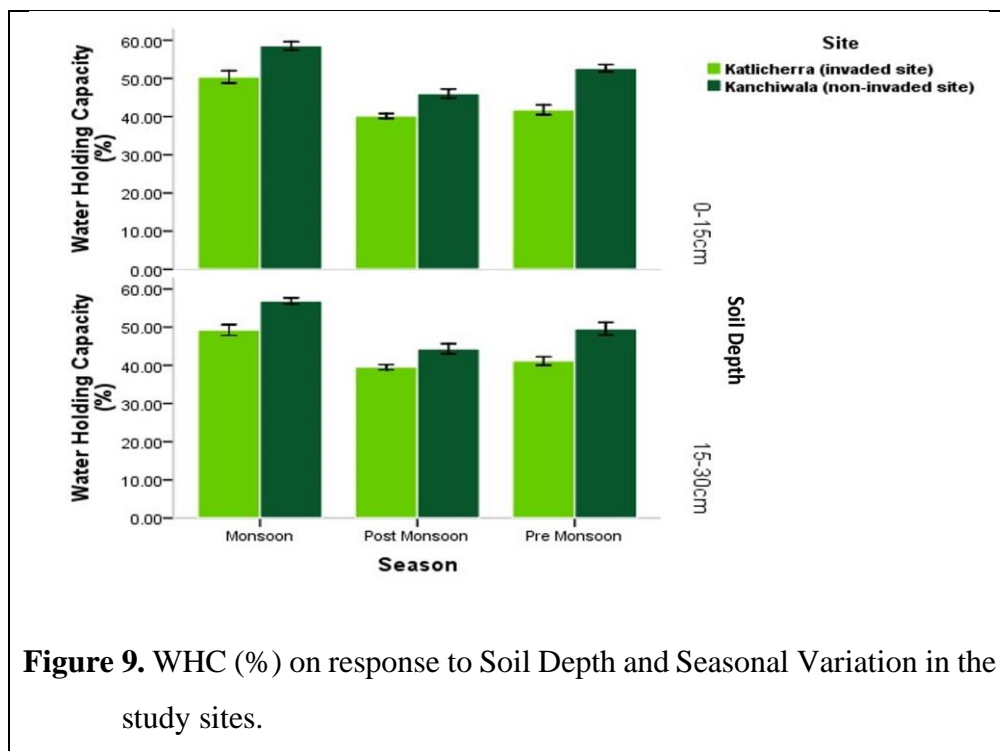 Site
Katlicherra (invaded site)
Kanchiwala (non-invaded site)
Water Holding Capacity
(%)
60.00
50.00
40.00
30.00
20.00
10.00
0.00
0-15cm
Water Holding Capacity
(%)
60.00
50.00
40.00
30.00
20.00
10.00
0.00
15-30cm
Soil Depth
Monsoon
Post Monsoon
Pre Monsoon
Season
Figure 9. WHC (%) on response to Soil Depth and Seasonal Variation in the
study sites.